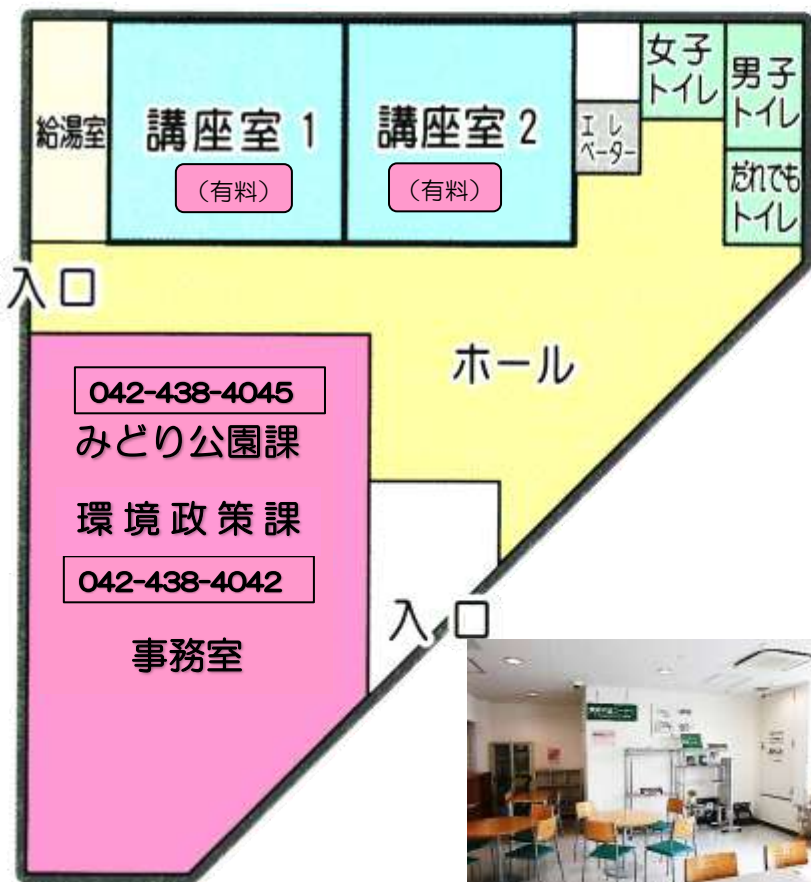 給湯室
講座室 1
(有料)
講座室 2
(有料)
エレ
ベーター
女子
トイレ
男子
トイレ
だれでも
トイレ
入口
ホール
042-438-4045
みどり公園課
環境政策課
042-438-4042
事務室
入口